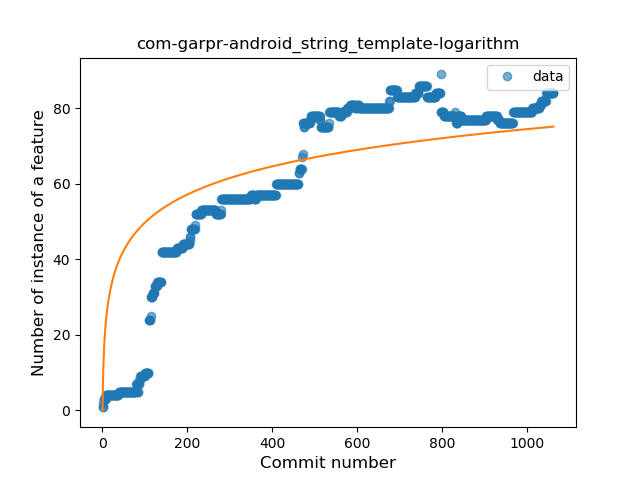 com-garpr-android_string_template-logarithm
data
Number of instance of a feature
80
60
40
20
0
0 200 400 600 800 1000
Commit number